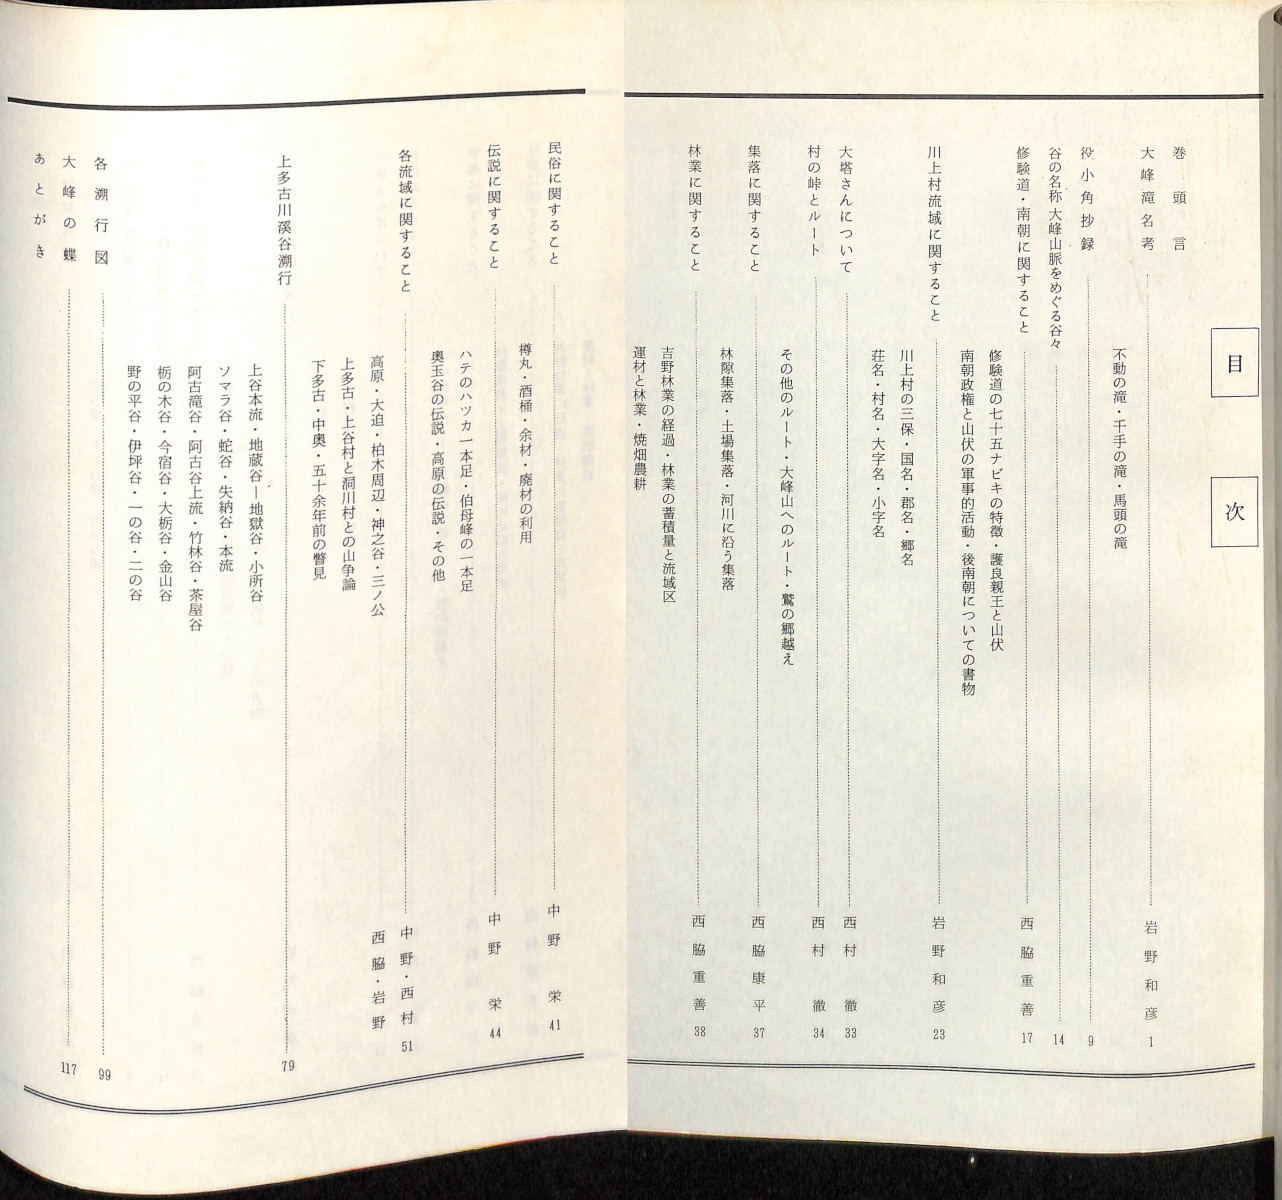 目次
巻頭言
大峰滝名考 岩野和彦 1
不動の滝・千手の滝・馬頭の滝
役小角抄録 9
谷の名称 大峰山脈をめぐる谷々 14
修験道・南朝に関すること 西脇重善 17
修験道の七十五ナビキの特徴・護良親王と山伏
南朝政権と山伏の軍事的活動・後南朝についての書物
川上村流域に関すること 岩野和彦 23
川上村の三保・国名・郡名・郷名
荘名・村名・大字名・小字名
大塔さんについて 西村徹 33
村の峠とルート 西村徹 34
その他のルート・大峰山へのルート・鷲の郷越え
集落に関すること 西脇康平 37
林隙集落・土場集落・河川に沿う集落
林業に関すること 西脇重善 38
吉野林業の経過・林業の蓄積量と流域区
運材と林業・焼畑農耕
民俗に関すること 中野栄 41
樽丸・酒桶・余材・廃材の利用
伝説に関すること 中野栄 44
ハテのハツカ一本足・伯母峰の一本足
奥玉谷の伝説・高原の伝説・その他
各流域に関すること 中野・西村 51
西脇・岩野
高原・大迫・柏木周辺・神之谷・三ノ公
上多古・上谷村と洞川村との山争論
下多古・中奥・五十余年前の瞥見
上多古川溪谷溯行 79
上谷本流・地蔵谷ー地獄谷・小所谷
ソマラ谷・蛇谷・失納谷・本流
阿古滝谷・阿古谷上流・竹林谷・茶屋谷
栃の木谷・今宿谷・大栃谷・金山谷
野の平谷・伊坪谷・一の谷・二の谷
各溯行図 99
大峰の蝶 117
あとがき